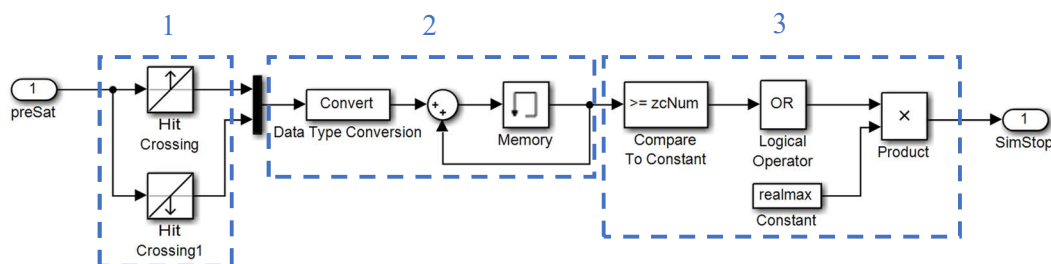 1
2
3
1
preSat
Hit
Crossing
Hit
Crossing1
Convert
Data Type Conversion
+
+
Memory
>= zcNum
Compare
To Constant
OR
Logical
Operator
realmax
Constant
×
Product
1
SimStop